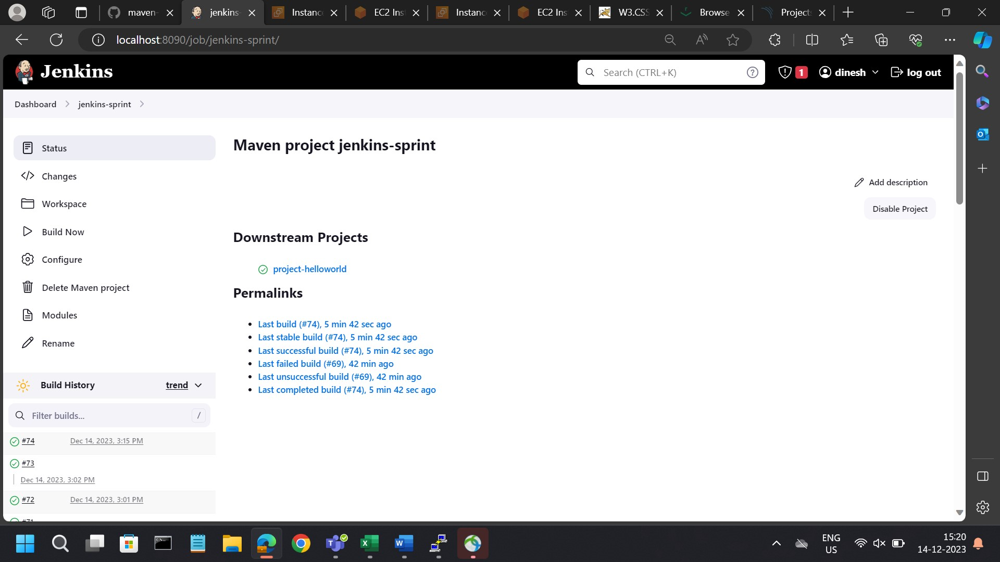 maven-
jenkins-
Instanc
EC2 Ins
Instanc
EC2 Ins
W3.CSS
Browse
Projects
localhost:8090/job/jenkins-sprint/
Jenkins
Search (CTRL+K)
1
dinesh
log out
Dashboard
jenkins-sprint
Status
Changes
Workspace
Build Now
Configure
Delete Maven project
Modules
Rename
Build History
trend
Filter builds...
/
#74
Dec 14, 2023, 3:15 PM
#73
Dec 14, 2023, 3:02 PM
#72
Dec 14, 2023, 3:01 PM
#71
Maven project jenkins-sprint
Add description
Disable Project
Downstream Projects
project-helloworld
Permalinks
Last build (#74), 5 min 42 sec ago
Last stable build (#74), 5 min 42 sec ago
Last successful build (#74), 5 min 42 sec ago
Last failed build (#69), 42 min ago
Last unsuccessful build (#69), 42 min ago
Last completed build (#74), 5 min 42 sec ago
ENG
US
15:20
14-12-2023